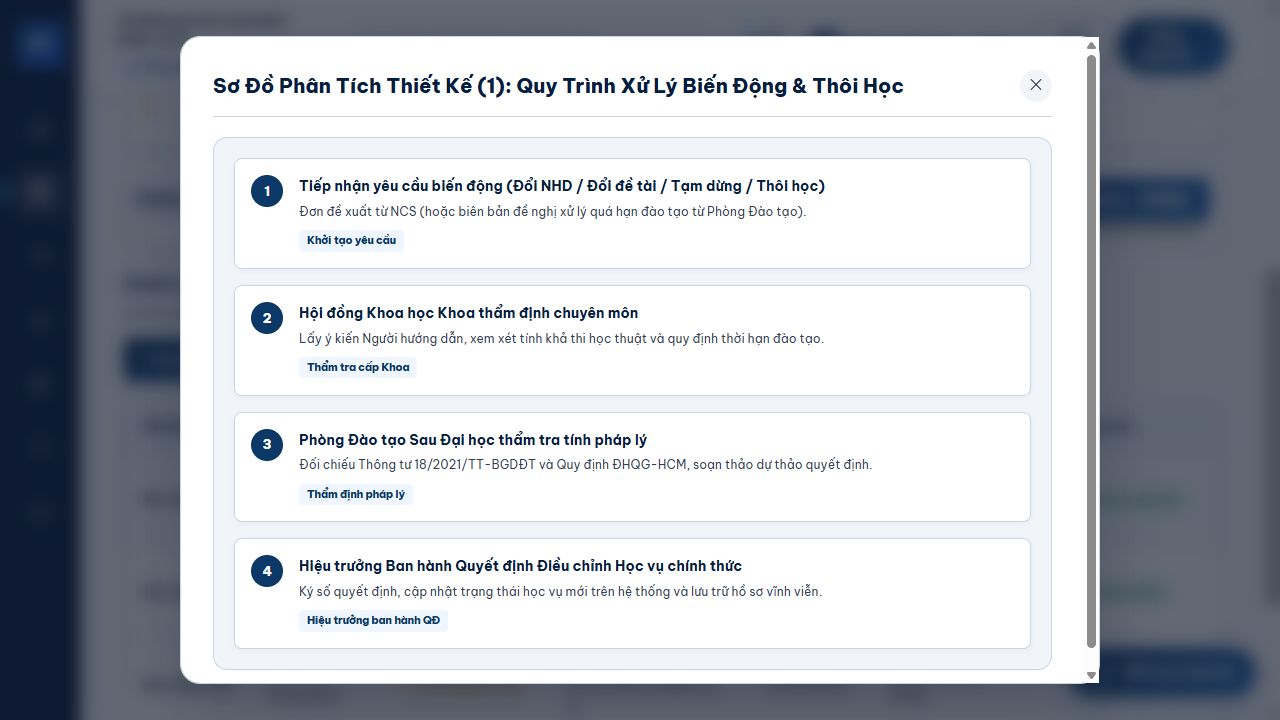 Sơ Đồ Phân Tích Thiết Kế (1): Quy Trình Xử Lý Biến Động & Thôi Học
1
Tiếp nhận yêu cầu biến động (Đổi NHD / Đổi đề tài / Tạm dừng / Thôi học)
Đơn đề xuất từ NCS (hoặc biên bản đề nghị xử lý quá hạn đào tạo từ Phòng Đào tạo).
Khởi tạo yêu cầu
2
Hội đồng Khoa học Khoa thẩm định chuyên môn
Lấy ý kiến Người hướng dẫn, xem xét tính khả thi học thuật và quy định thời hạn đào tạo.
Thẩm tra cấp Khoa
3
Phòng Đào tạo Sau Đại học thẩm tra tính pháp lý
Đối chiếu Thông tư 18/2021/TT-BGDĐT và Quy định ĐHQG-HCM, soạn thảo dự thảo quyết định.
Thẩm định pháp lý
4
Hiệu trưởng Ban hành Quyết định Điều chỉnh Học vụ chính thức
Ký số quyết định, cập nhật trạng thái học vụ mới trên hệ thống và lưu trữ hồ sơ vĩnh viễn.
Hiệu trưởng ban hành QĐ